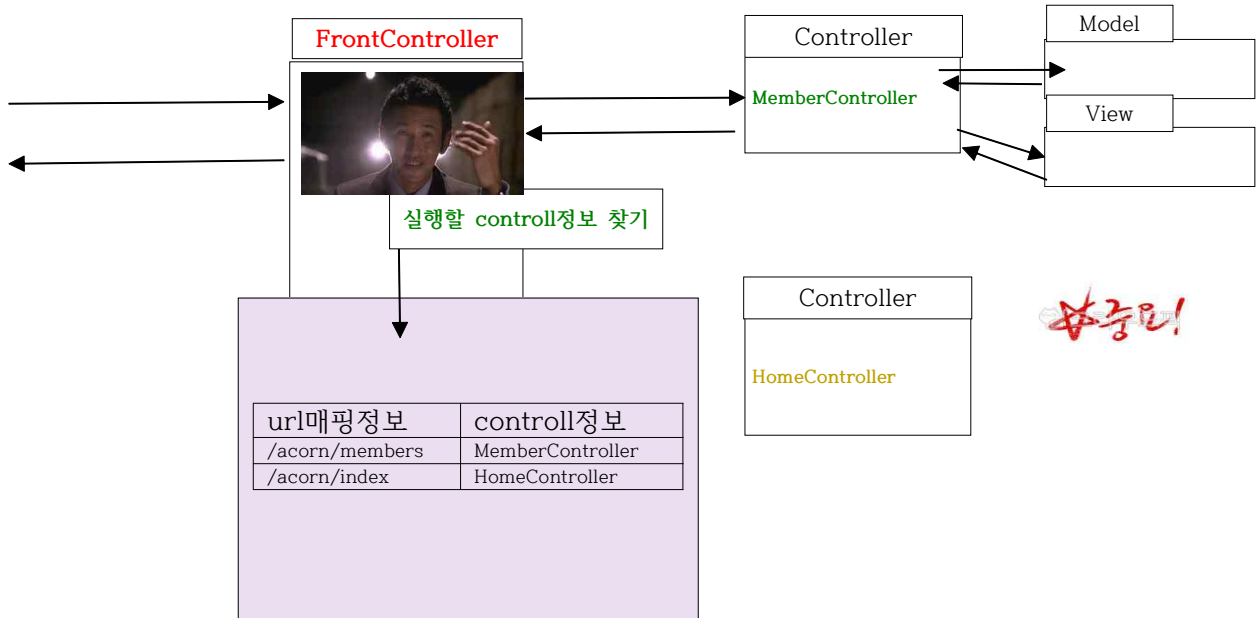 FrontController
실행할 controll정보 찾기
url매핑정보 controll정보
/acorn/members MemberController
/acorn/index HomeController
Controller
MemberController
Model
View
Controller
HomeController
중요!